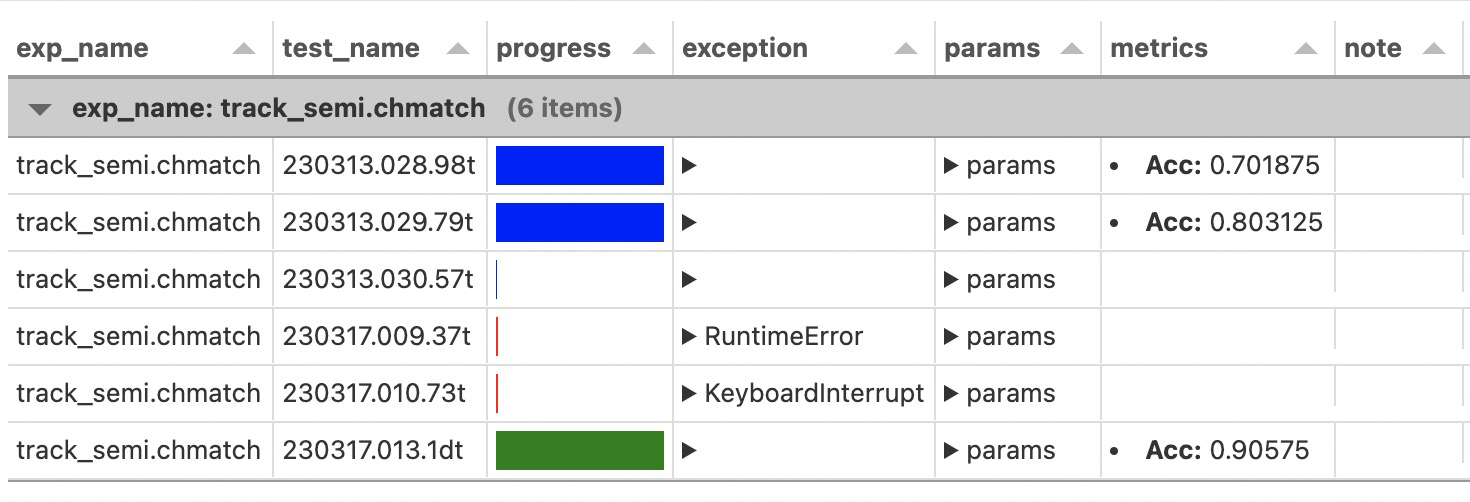 exp_name test_name progress exception params metrics note
exp_name: track_semi.chmatch (6 items)
track_semi.chmatch 230313.028.98t params • Acc: 0.701875
track_semi.chmatch 230313.029.79t params • Acc: 0.803125
track_semi.chmatch 230313.030.57t params
track_semi.chmatch 230317.009.37t RuntimeError params
track_semi.chmatch 230317.010.73t KeyboardInterrupt params
track_semi.chmatch 230317.013.1dt params • Acc: 0.90575